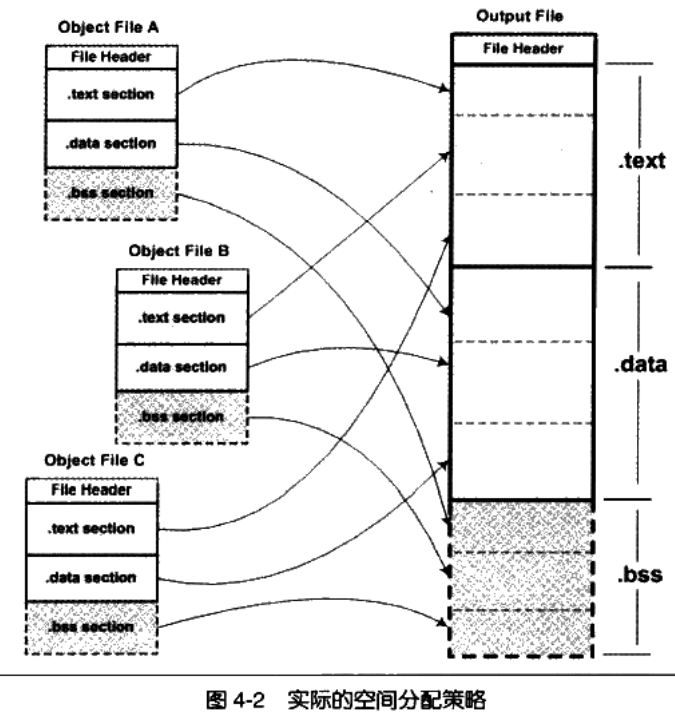 Object File A
File Header
.text section
.data section
.bss section
Object File B
File Header
.text section
.data section
.bss section
Object File C
File Header
.text section
.data section
.bss section
Output File
File Header
.text
.data
.bss
图 4-2 实际的空间分配策略